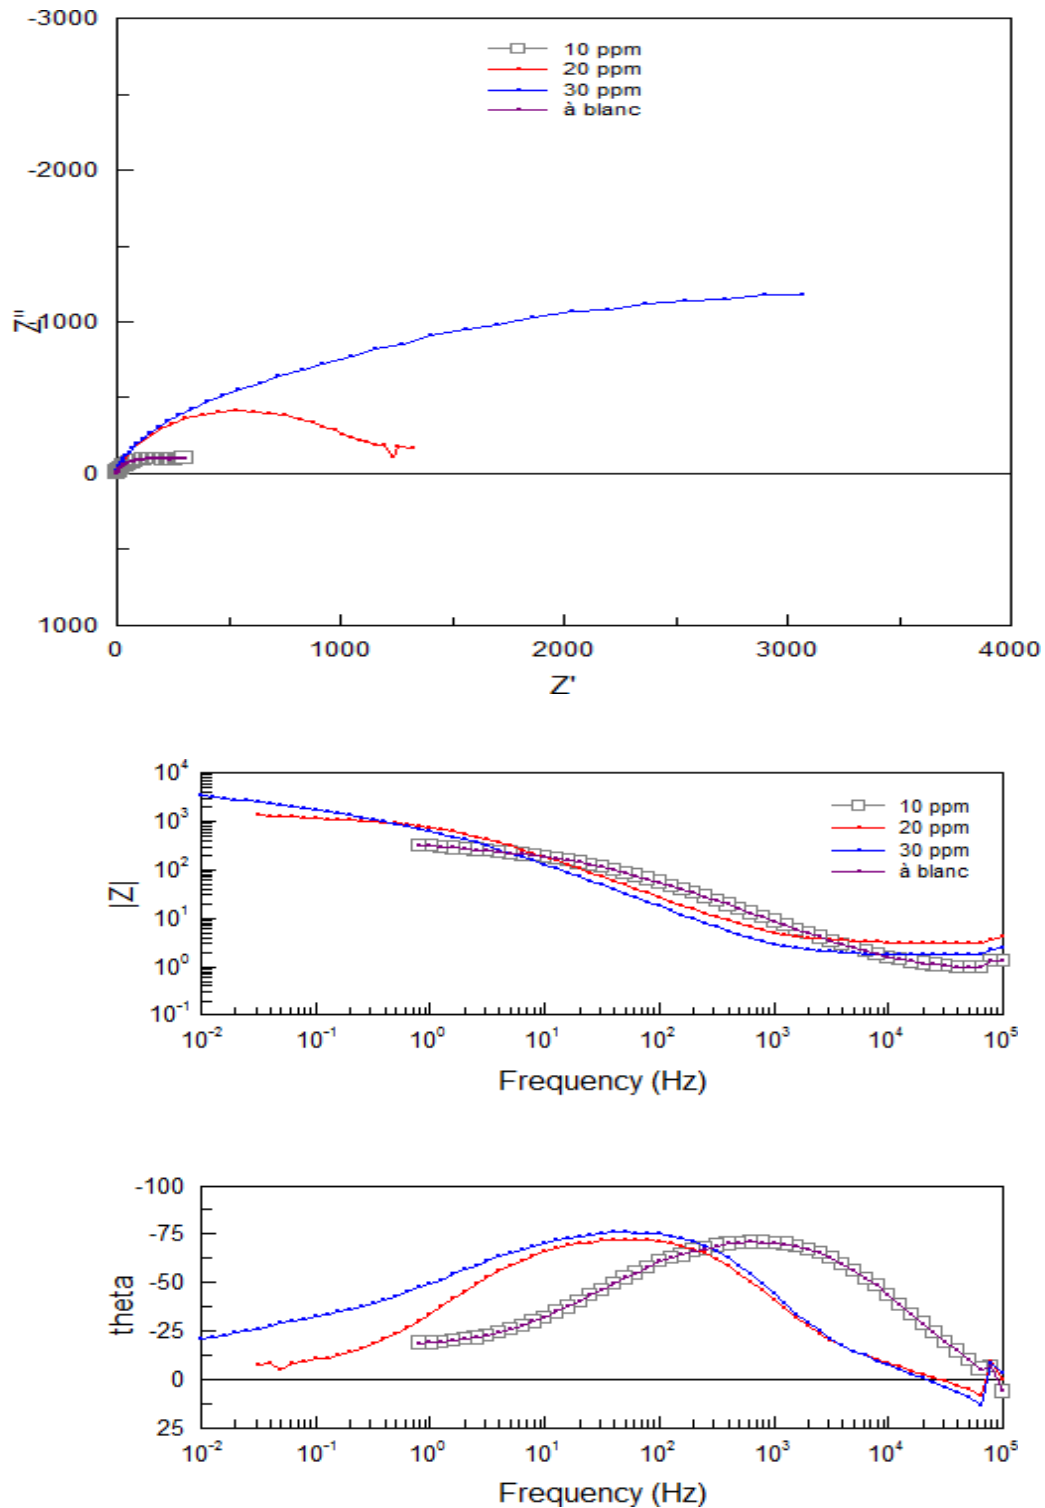 -3000
10 ppm
20 ppm
30 ppm
à blanc
-2000
-1000
Z"
0
1000
0 1000 2000 3000 4000
Z'
10^4
10^3
10^2
10^1
10^0
10^-1
|Z|
10 ppm
20 ppm
30 ppm
à blanc
10^-2 10^-1 10^0 10^1 10^2 10^3 10^4 10^5
Frequency (Hz)
-100
-75
-50
-25
0
25
theta
10^-2 10^-1 10^0 10^1 10^2 10^3 10^4 10^5
Frequency (Hz)